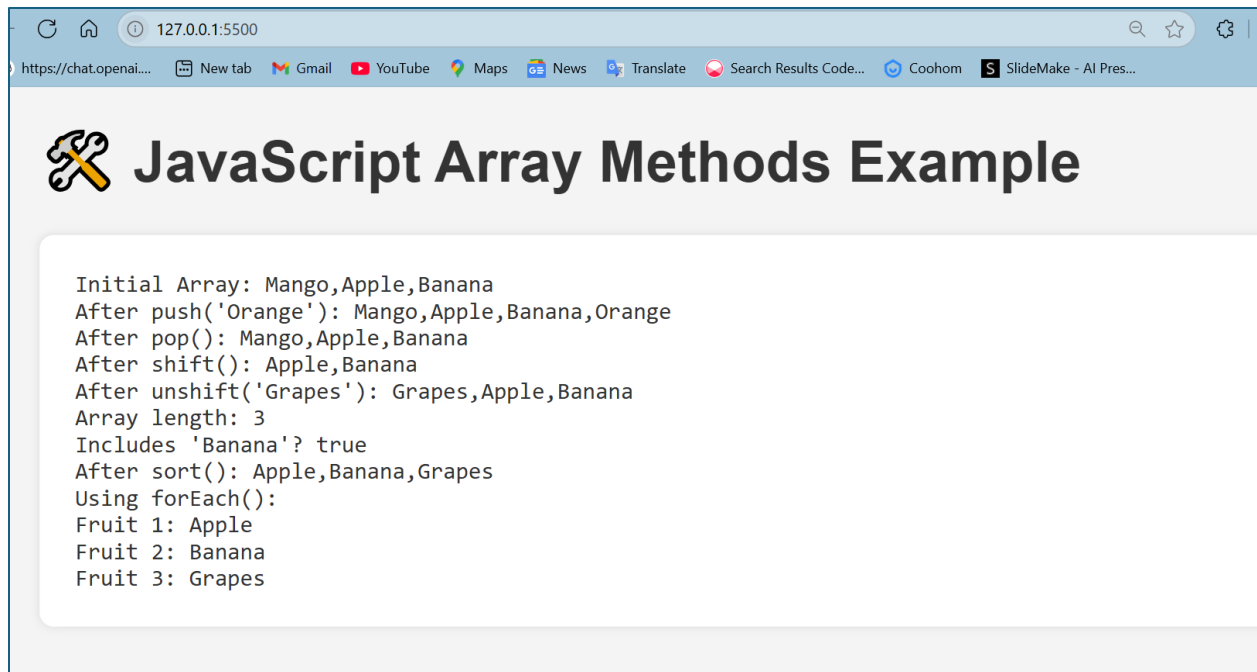 127.0.0.1:5500
https://chat.openai.... New tab Gmail YouTube Maps News Translate Search Results Code... Coohom SlideMake - AI Pres...
🛠 JavaScript Array Methods Example
Initial Array: Mango,Apple,Banana
After push('Orange'): Mango,Apple,Banana,Orange
After pop(): Mango,Apple,Banana
After shift(): Apple,Banana
After unshift('Grapes'): Grapes,Apple,Banana
Array length: 3
Includes 'Banana'? true
After sort(): Apple,Banana,Grapes
Using forEach():
Fruit 1: Apple
Fruit 2: Banana
Fruit 3: Grapes